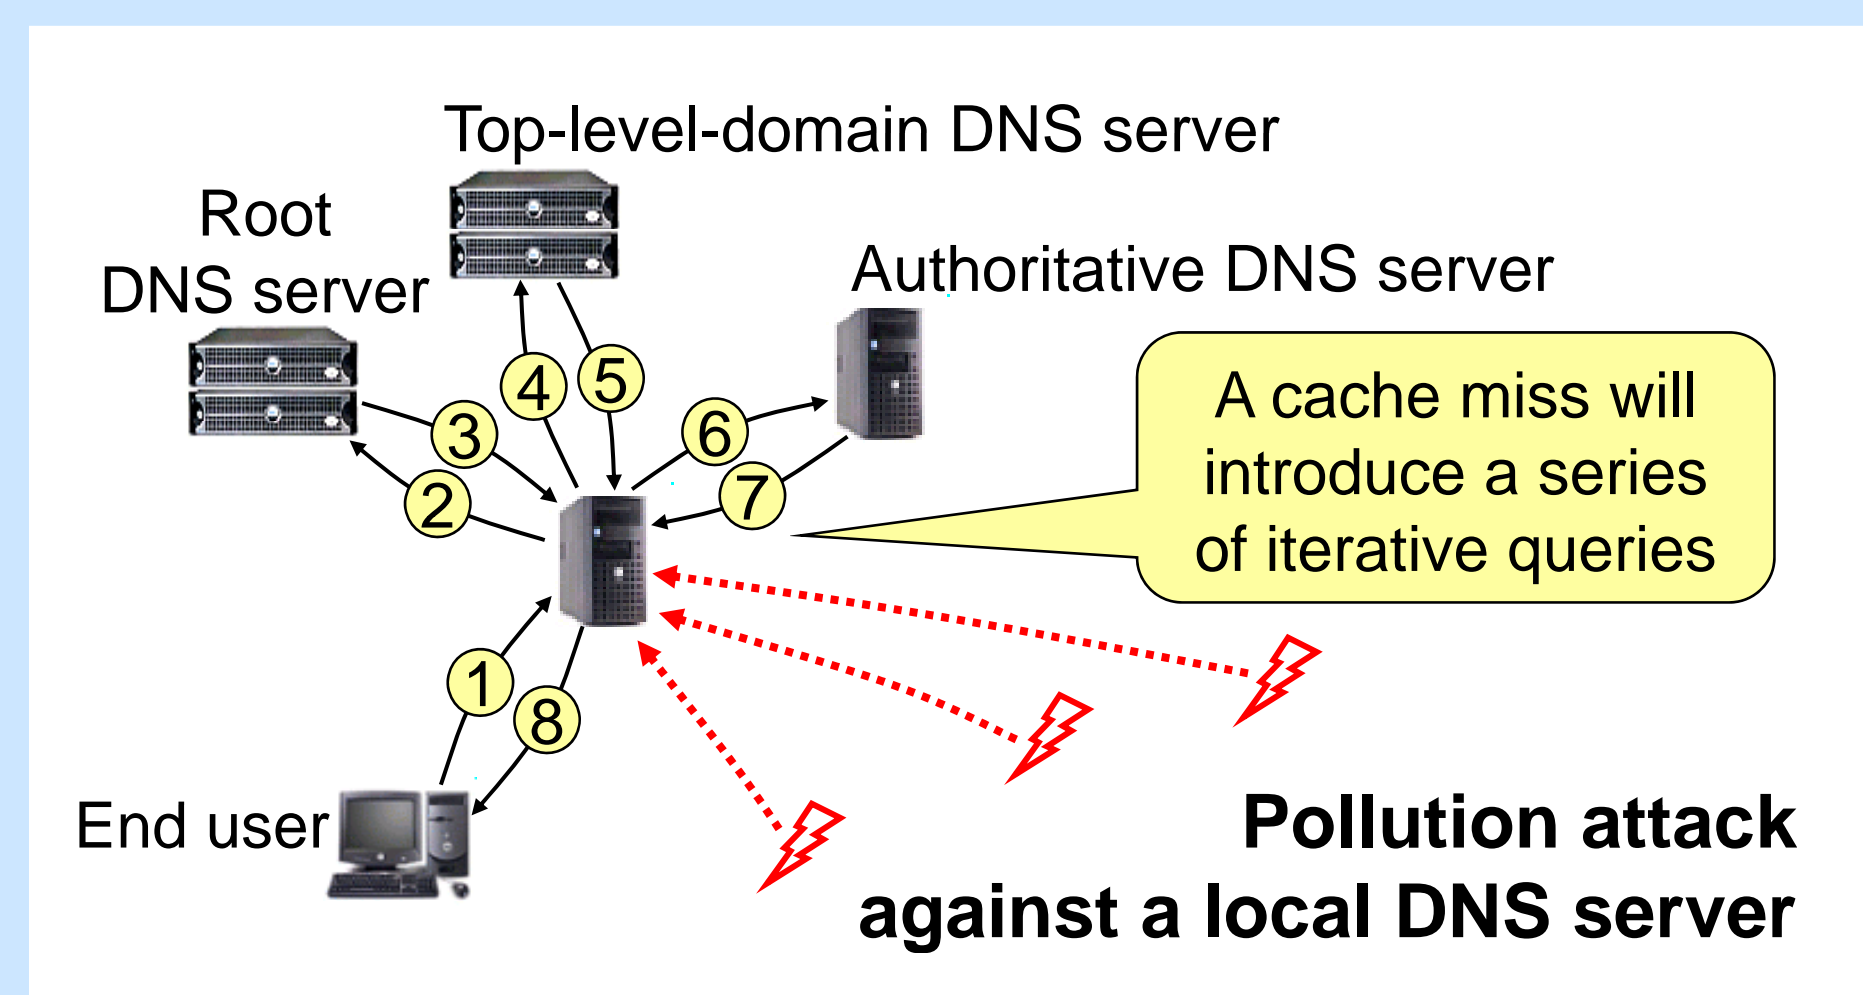 Top-level-domain DNS server
Root
DNS server
Authoritative DNS server
4
5
3
6
2
7
A cache miss will
introduce a series
of iterative queries
1
8
End user
Pollution attack
against a local DNS server